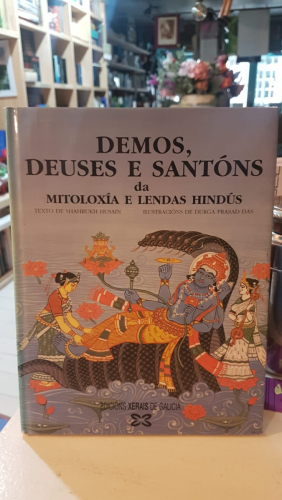 DEMOS,
DEUSES E SANTÓNS
da
MITOLOXÍA E LENDAS HINDÚS
TEXTO DE SHAHRUKH HUSAIN ILUSTRACIÓNS DE DURGA PRASAD DAS
EDICIÓNS XERAIS DE GALICIA